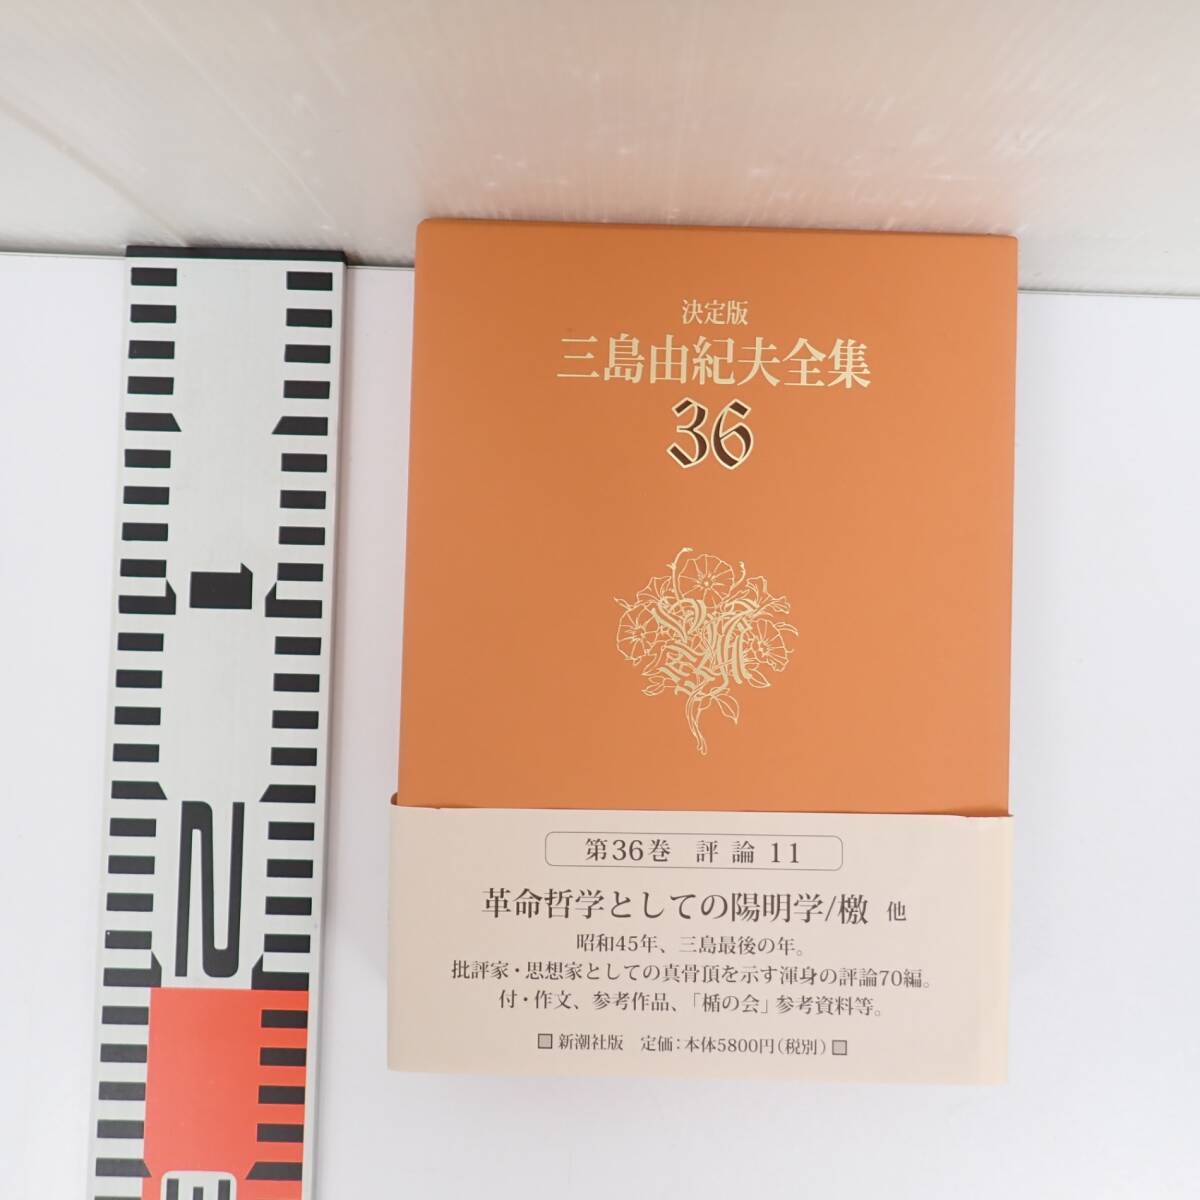 決定版
三島由紀夫全集
36
第36巻 評論 11
革命哲学としての陽明学/檄 他
昭和45年、三島最後の年。
批評家・思想家としての真骨頂を示す渾身の評論70編。
付・作文、参考作品、「楯の会」参考資料等。
新潮社版 定価:本体5800円(税別)
1
2